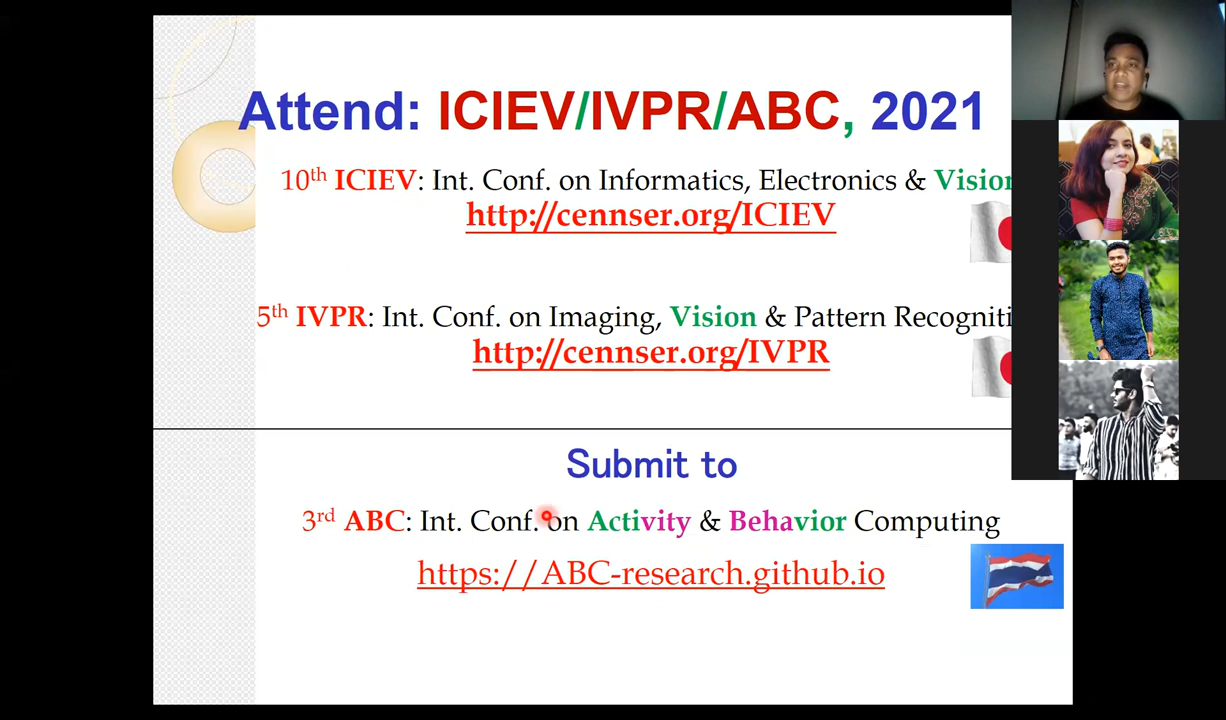 Attend: ICIEV/IVPR/ABC, 2021
10th ICIEV: Int. Conf. on Informatics, Electronics & Vision
http://cennser.org/ICIEV
5th IVPR: Int. Conf. on Imaging, Vision & Pattern Recogniti
http://cennser.org/IVPR
Submit to
3rd ABC: Int. Conf. on Activity & Behavior Computing
https://ABC-research.github.io